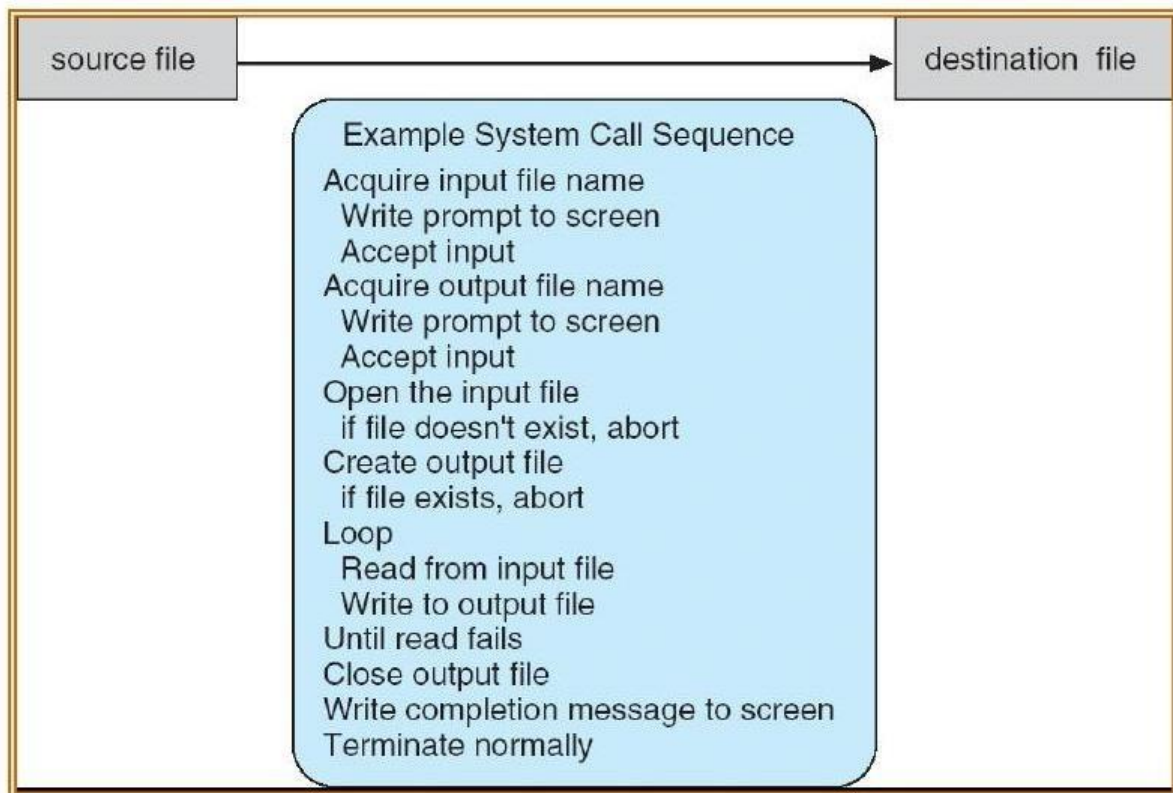 source file
destination file
Example System Call Sequence
Acquire input file name
Write prompt to screen
Accept input
Acquire output file name
Write prompt to screen
Accept input
Open the input file
if file doesn't exist, abort
Create output file
if file exists, abort
Loop
Read from input file
Write to output file
Until read fails
Close output file
Write completion message to screen
Terminate normally